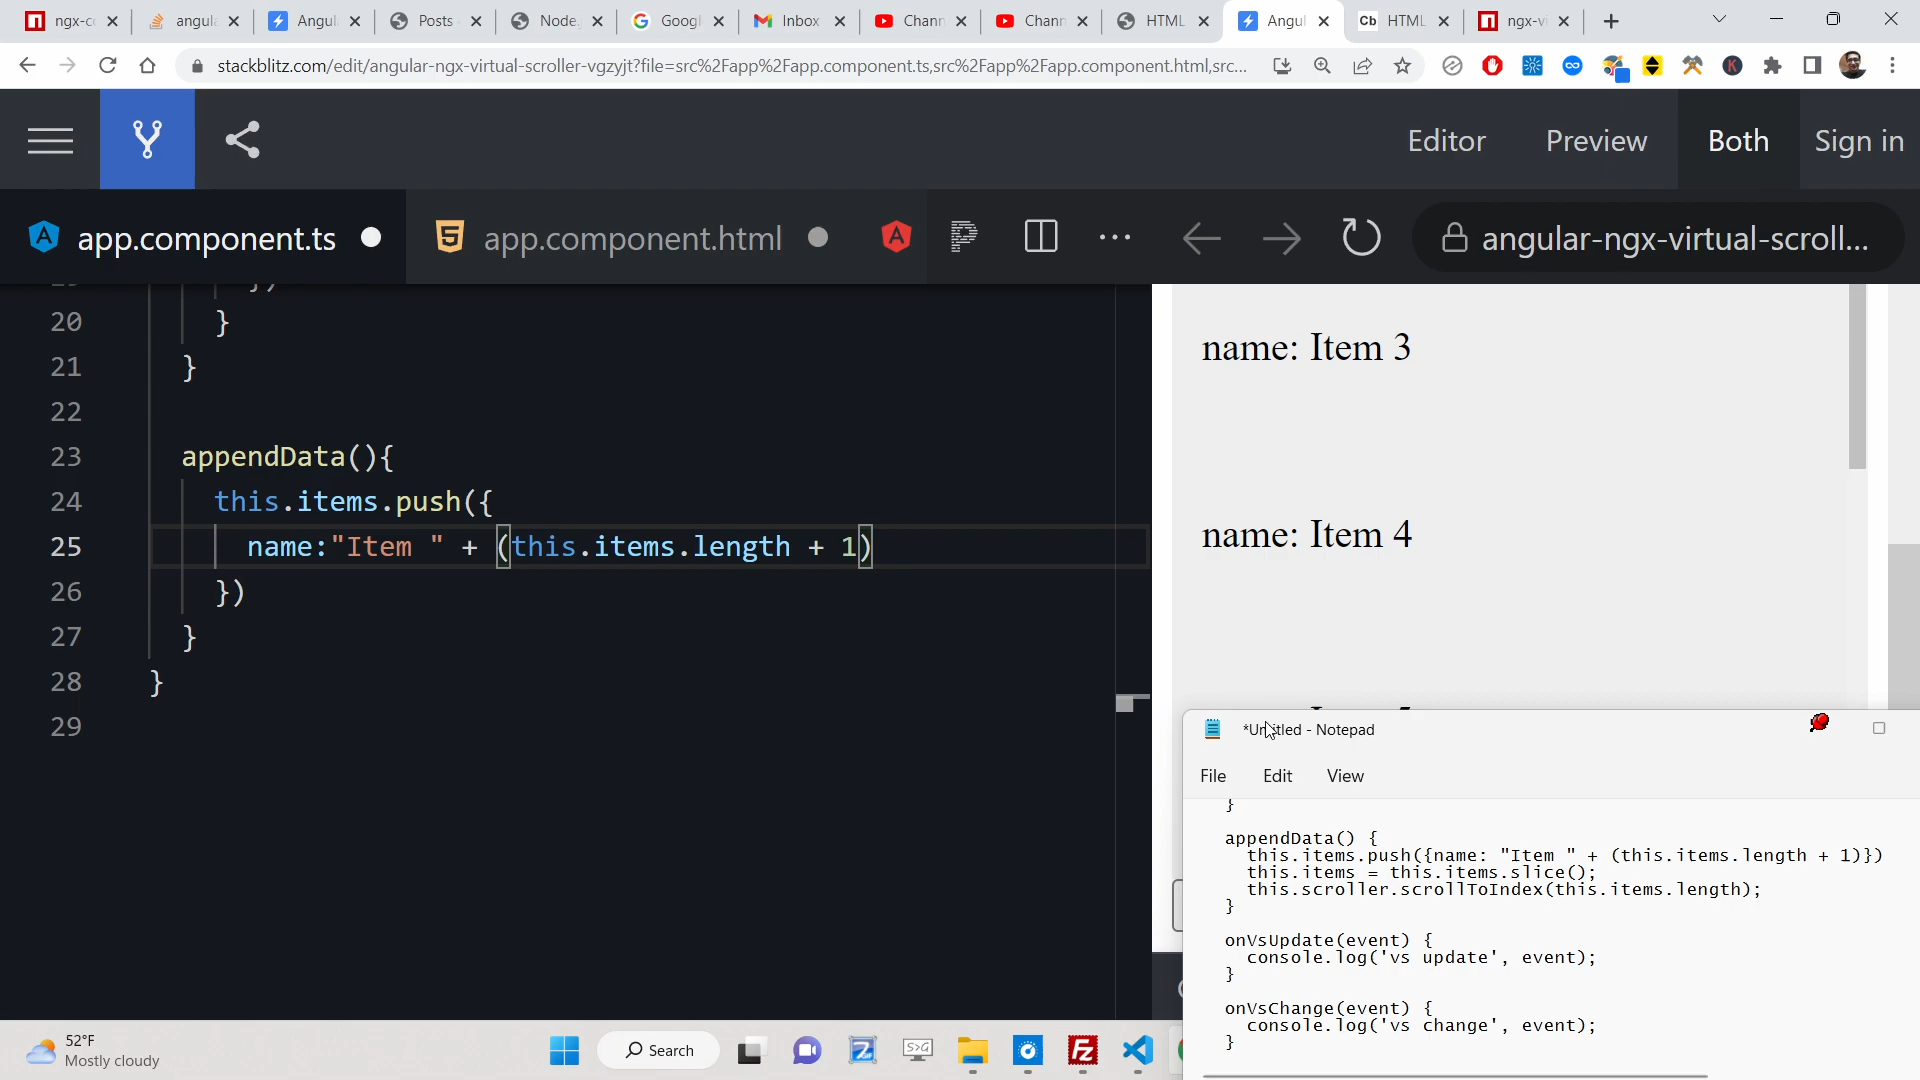 ngx-c
angula
Angul
Posts
Node.
Googl
Inbox
Chann
Chann
HTML
Angul
Cb HTML
ngx-vi
stackblitz.com/edit/angular-ngx-virtual-scroller-vgzyjt?file=src%2Fapp%2Fapp.component.ts,src%2Fapp%2Fapp.component.html,src...
Editor
Preview
Both
Sign in
app.component.ts
app.component.html
angular-ngx-virtual-scroll...
20 }
21 }
22
23 appendData(){
24 this.items.push({
25 name:"Item " + (this.items.length + 1)
26 })
27 }
28 }
29
name: Item 3
name: Item 4
*Untitled - Notepad
File Edit View
}
appendData() {
this.items.push({name: "Item " + (this.items.length + 1)})
this.items = this.items.slice();
this.scroller.scrollToIndex(this.items.length);
}
onVsUpdate(event) {
console.log('vs update', event);
}
onVsChange(event) {
console.log('vs change', event);
}
52°F
Mostly cloudy
Search